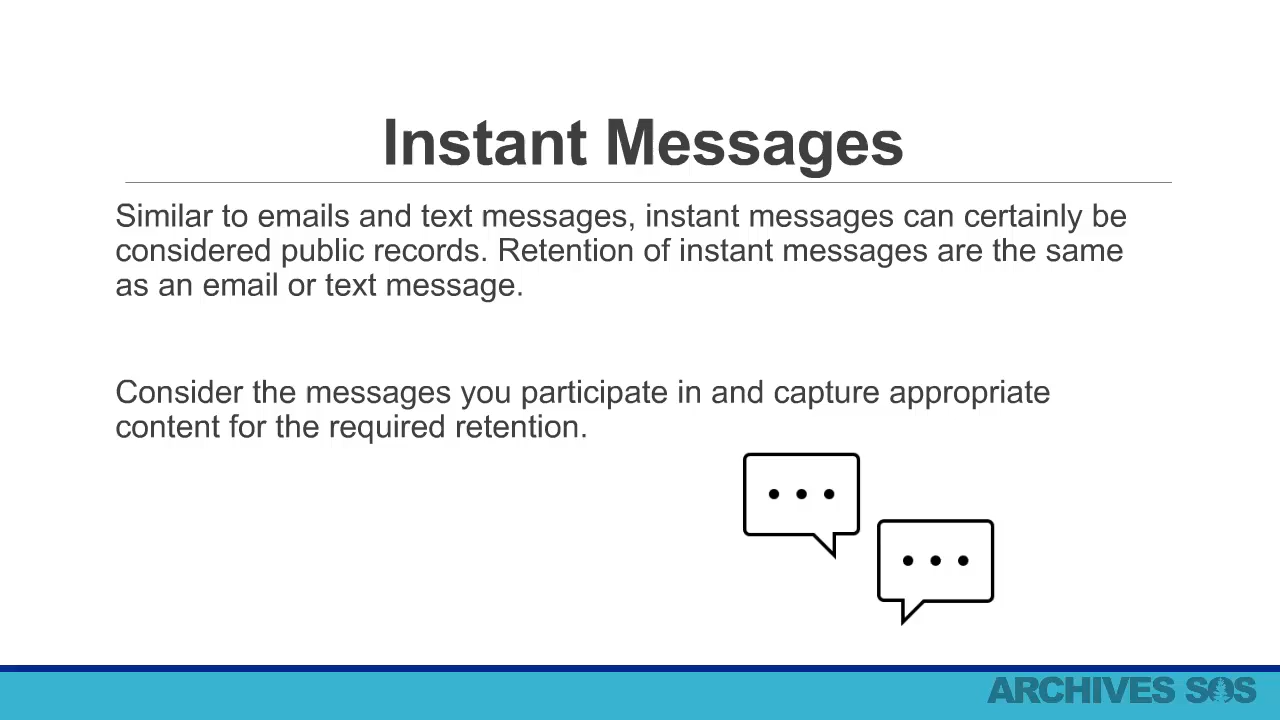 Instant Messages
Similar to emails and text messages, instant messages can certainly be
considered public records. Retention of instant messages are the same
as an email or text message.
Consider the messages you participate in and capture appropriate
content for the required retention.
ARCHIVES SOS